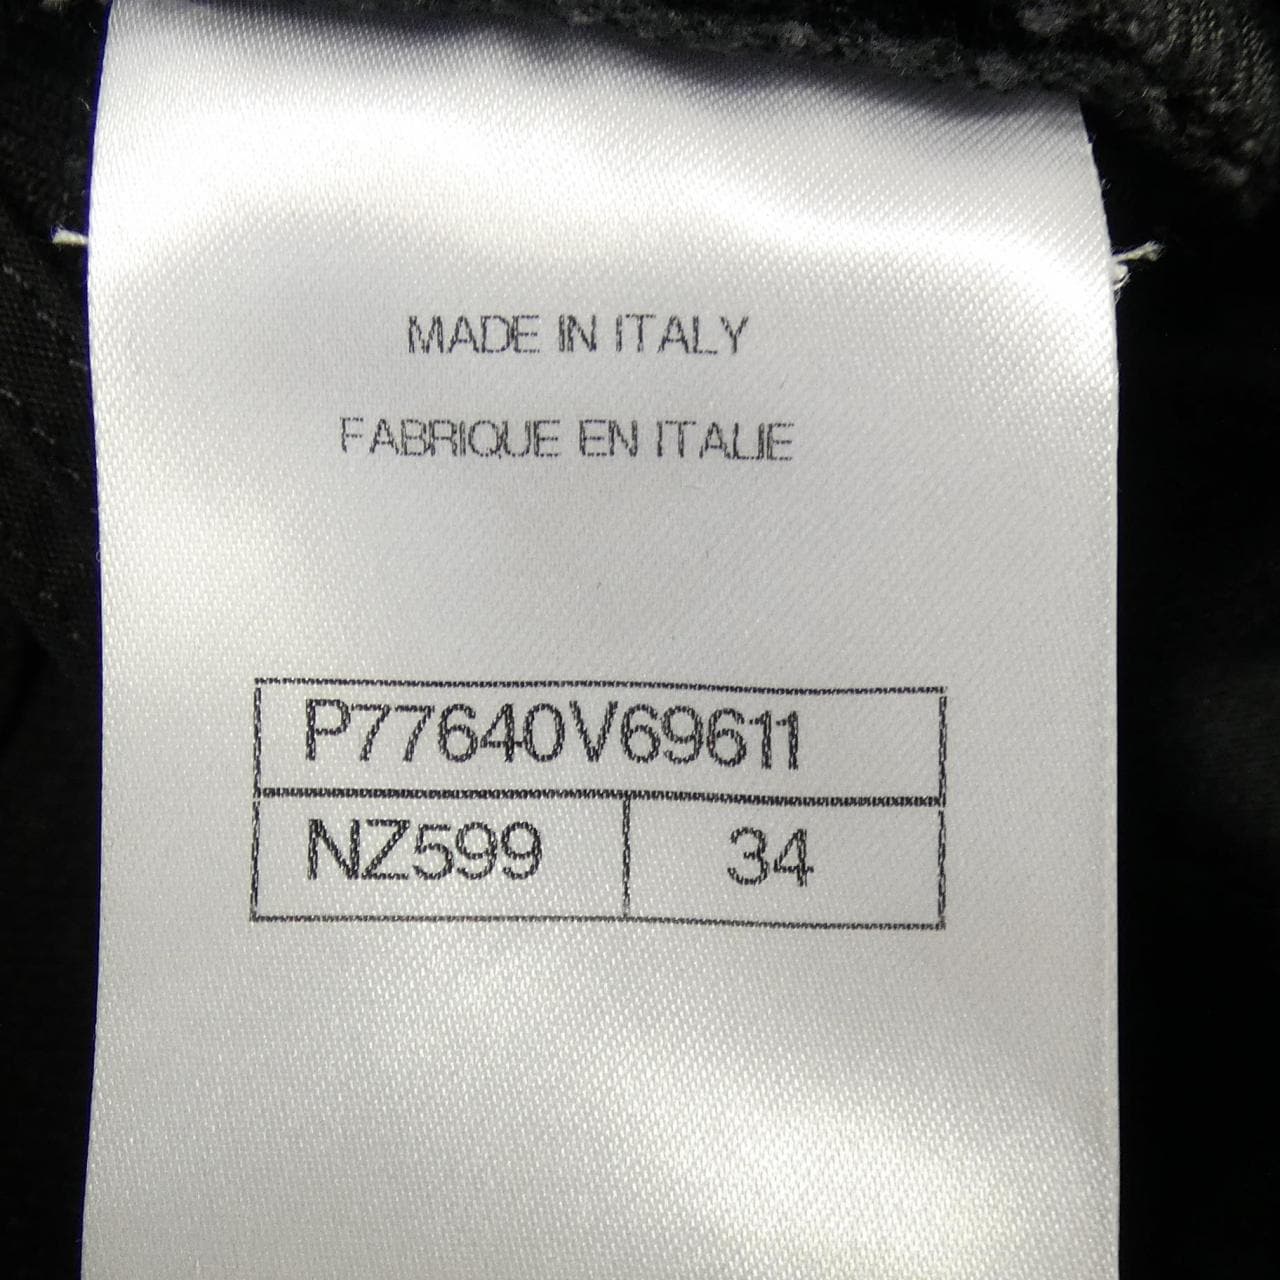 MADE IN ITALY
FABRIQUE EN ITALIE
P77640V69611
NZ599 34